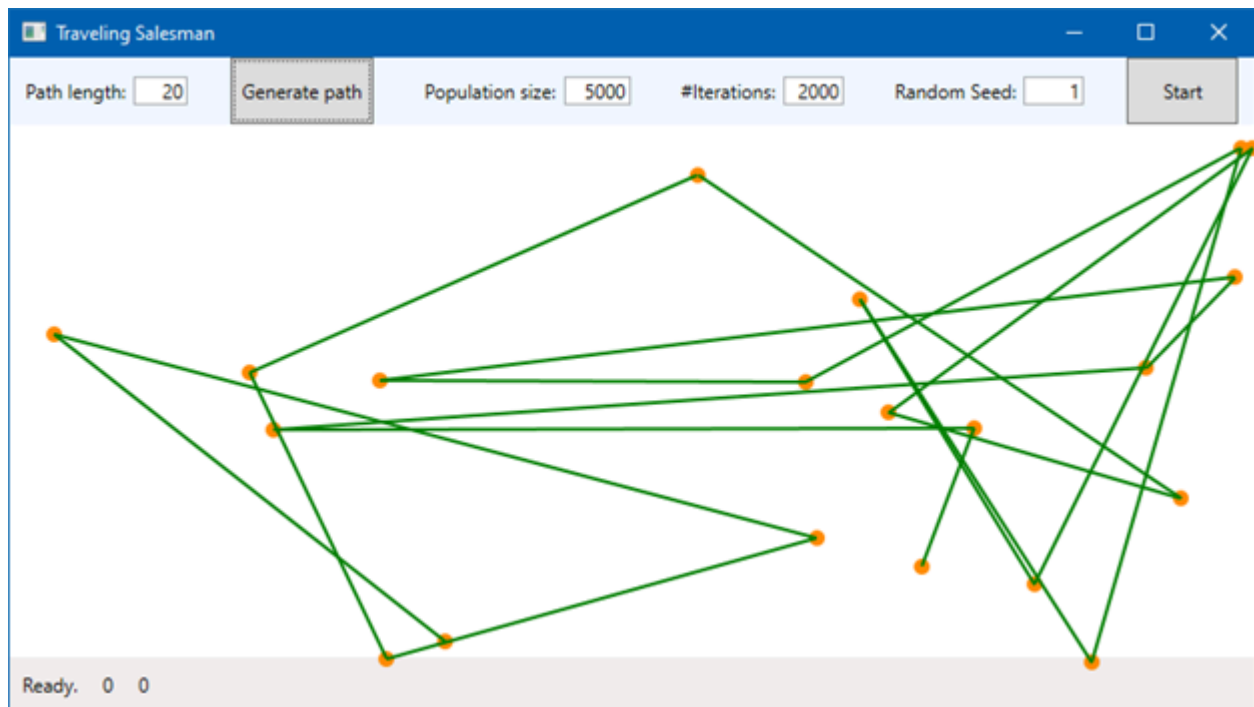 Traveling Salesman
Path length: 20 Generate path Population size: 5000 #Iterations: 2000 Random Seed: 1 Start
Ready. 0 0